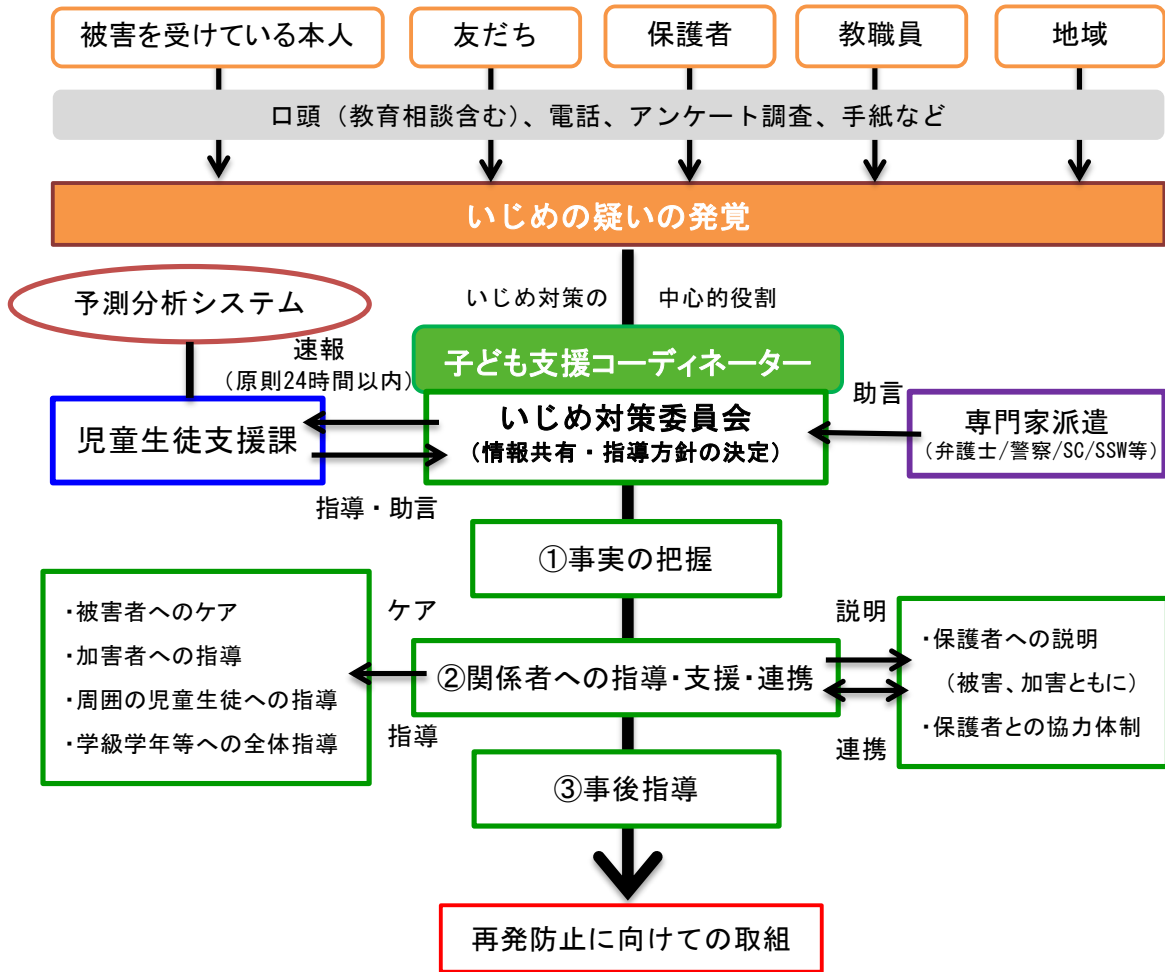 被害を受けている本人
友だち
保護者
教職員
地域
口頭（教育相談含む）、電話、アンケート調査、手紙など
いじめの疑いの発覚
予測分析システム
いじめ対策の
中心的役割
速報
（原則24時間以内）
子ども支援コーディネーター
いじめ対策委員会
（情報共有・指導方針の決定）
児童生徒支援課
助言
専門家派遣
（弁護士/警察/SC/SSW等）
指導・助言
①事実の把握
・被害者へのケア
・加害者への指導
・周囲の児童生徒への指導
・学級学年等への全体指導
ケア
指導
②関係者への指導・支援・連携
説明
連携
・保護者への説明
（被害、加害ともに）
・保護者との協力体制
③事後指導
再発防止に向けての取組